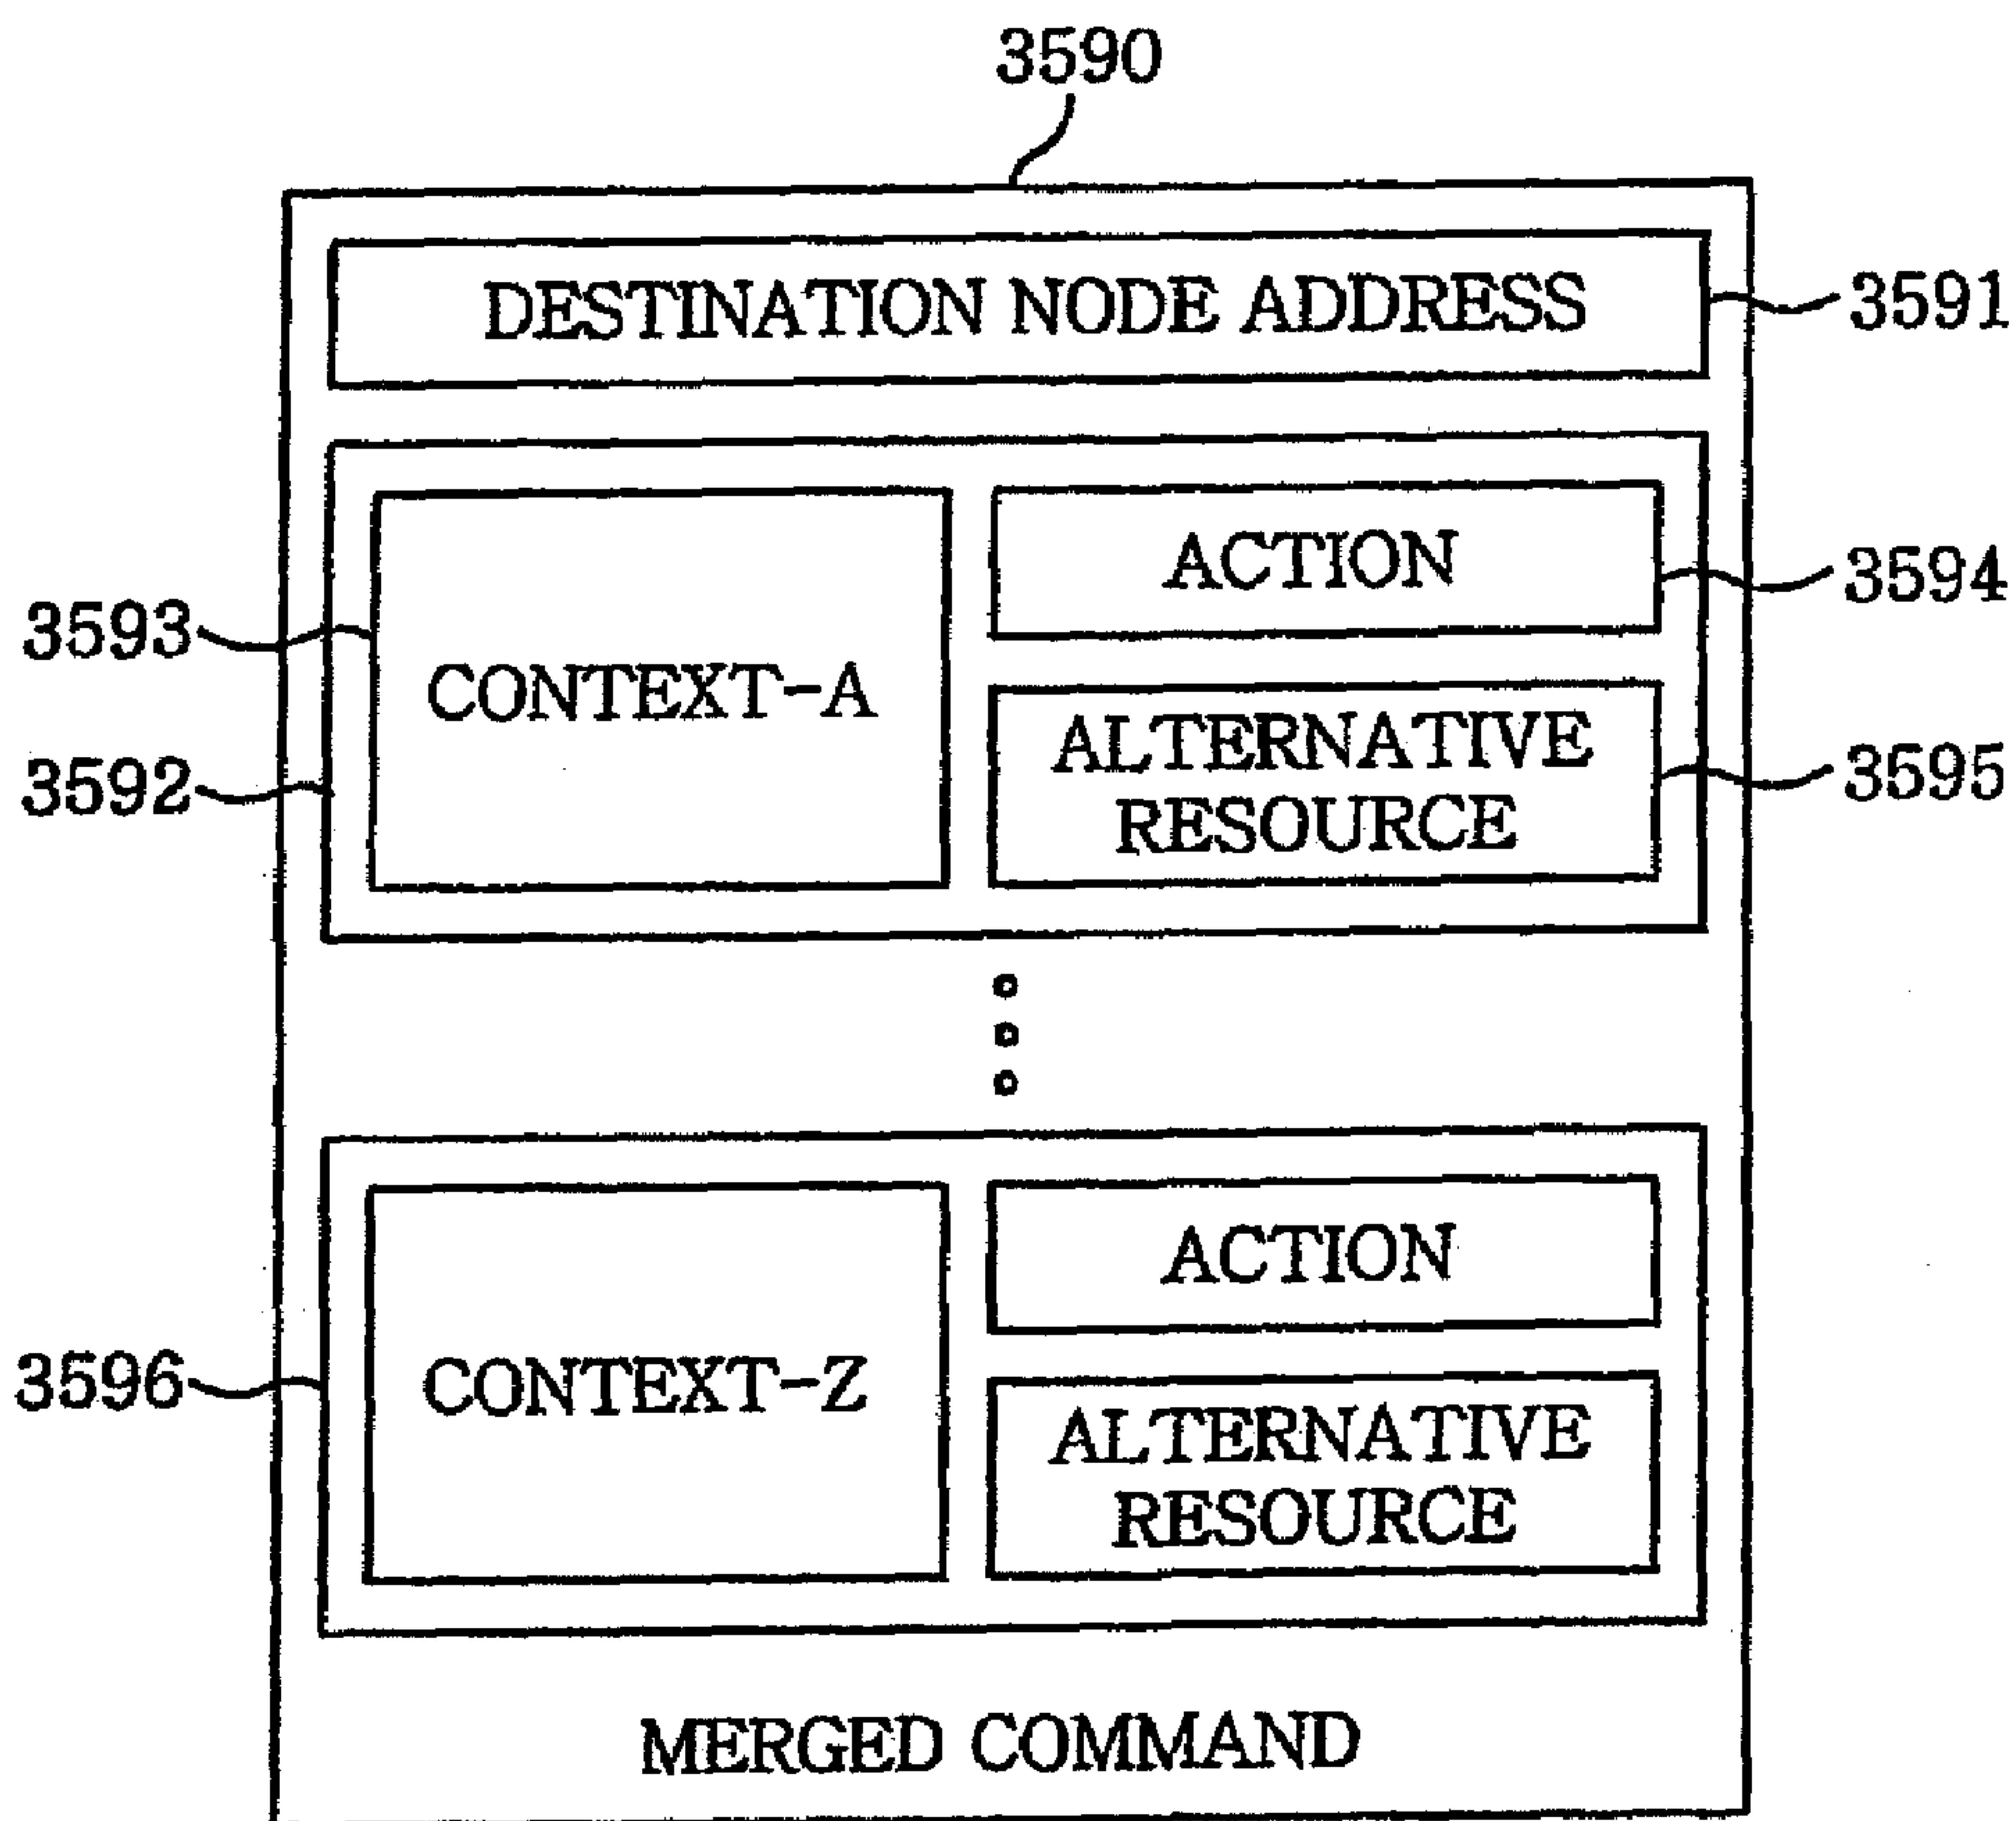 3590
DESTINATION NODE ADDRESS
3591
ACTION
3594
3593
CONTEXT-A
ALTERNATIVE
RESOURCE
3595
3592
ACTION
CONTEXT-Z
3596
ALTERNATIVE
RESOURCE
MERGED COMMAND